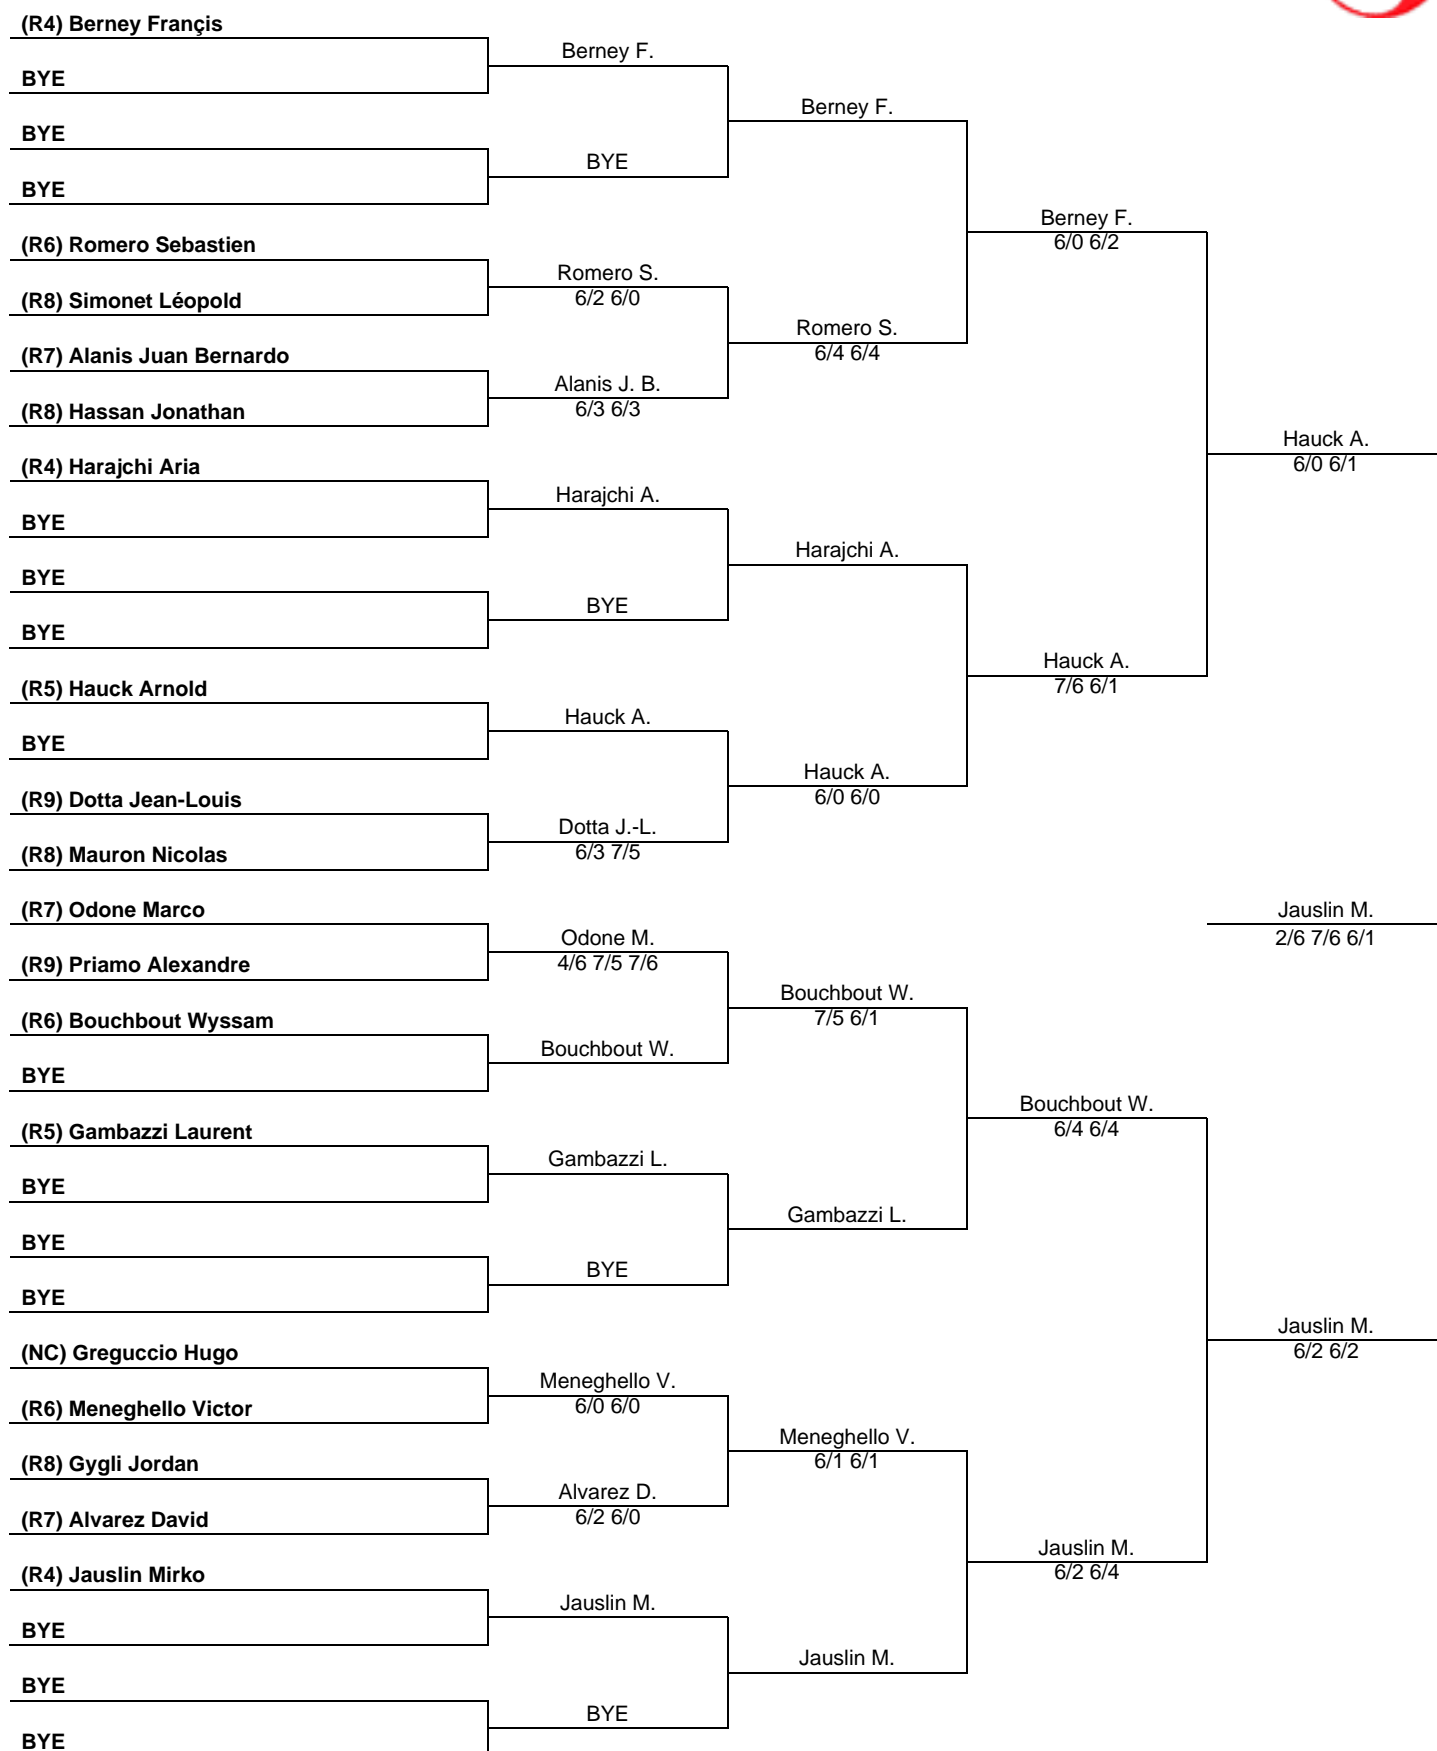 (R4) Berney Françis
BYE
BYE
BYE
(R6) Romero Sebastien
(R8) Simonet Léopold
(R7) Alanis Juan Bernardo
(R8) Hassan Jonathan
(R4) Harajchi Aria
BYE
BYE
BYE
(R5) Hauck Arnold
BYE
(R9) Dotta Jean-Louis
(R8) Mauron Nicolas
(R7) Odone Marco
(R9) Priamo Alexandre
(R6) Bouchbout Wyssam
BYE
(R5) Gambazzi Laurent
BYE
BYE
BYE
(NC) Greguccio Hugo
(R6) Meneghello Victor
(R8) Gygli Jordan
(R7) Alvarez David
(R4) Jauslin Mirko
BYE
BYE
BYE
Berney F.
BYE
Romero S.
6/2 6/0
Alanis J. B.
6/3 6/3
Harajchi A.
BYE
Hauck A.
Dotta J.-L.
6/3 7/5
Odone M.
4/6 7/5 7/6
Bouchbout W.
Gambazzi L.
BYE
Meneghello V.
6/0 6/0
Alvarez D.
6/2 6/0
Jauslin M.
BYE
Berney F.
Romero S.
6/4 6/4
Harajchi A.
Hauck A.
6/0 6/0
Bouchbout W.
7/5 6/1
Gambazzi L.
Meneghello V.
6/1 6/1
Jauslin M.
Berney F.
6/0 6/2
Hauck A.
7/6 6/1
Bouchbout W.
6/4 6/4
Jauslin M.
6/2 6/4
Hauck A.
6/0 6/1
Jauslin M.
2/6 7/6 6/1
Jauslin M.
6/2 6/2